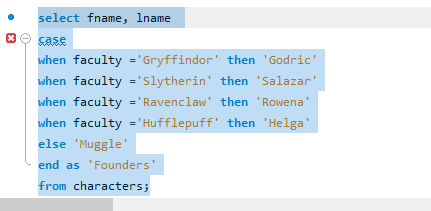 select fname, lname
case
when faculty ='Gryffindor' then 'Godric'
when faculty ='Slytherin' then 'Salazar'
when faculty ='Ravenclaw' then 'Rowena'
when faculty ='Hufflepuff' then 'Helga'
else 'Muggle'
end as 'Founders'
from characters;